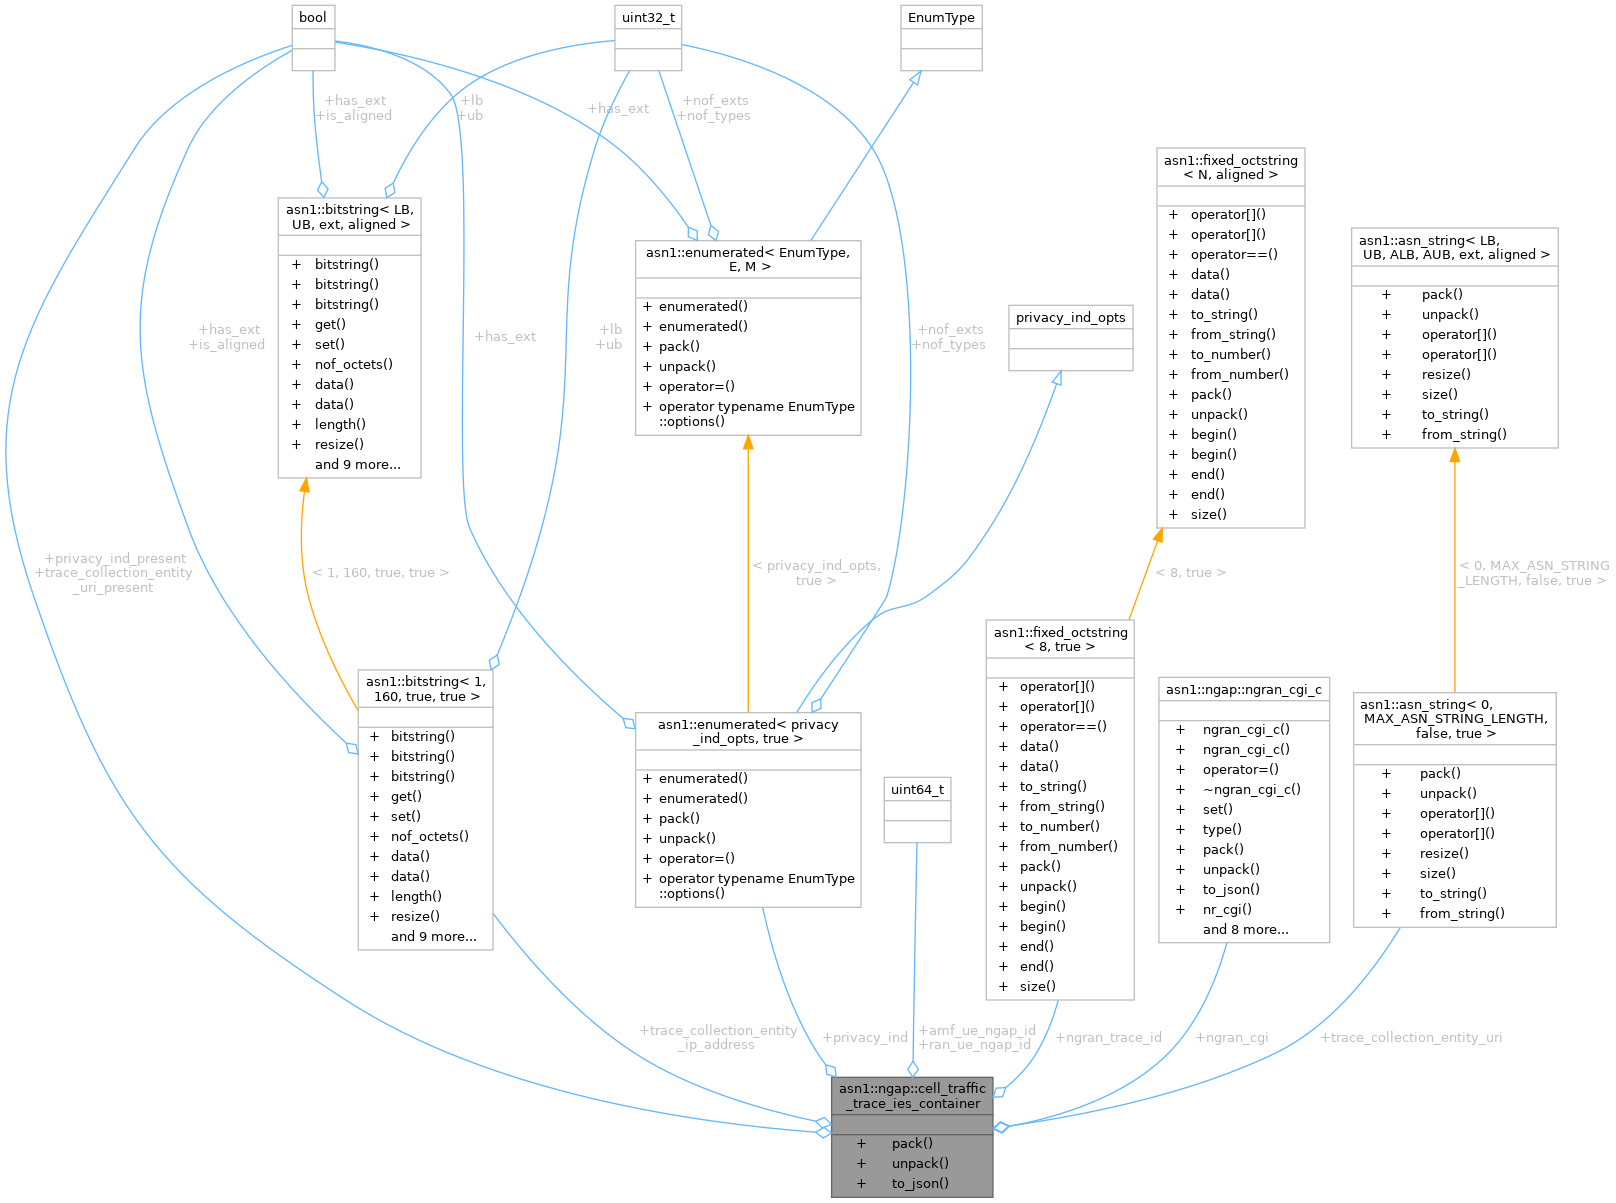 bool
uint32_t
EnumType
+has_ext
+is_aligned
+lb
+ub
+has_ext
+nof_exts
+nof_types
asn1::fixed_octstring
< N, aligned >
+ operator[]()
+ operator[]()
+ operator==()
+ data()
+ data()
+ to_string()
+ from_string()
+ to_number()
+ from_number()
+ pack()
+ unpack()
+ begin()
+ begin()
+ end()
+ end()
+ size()
asn1::bitstring< LB,
UB, ext, aligned >
+ bitstring()
+ bitstring()
+ bitstring()
+ get()
+ set()
+ nof_octets()
+ data()
+ data()
+ length()
+ resize()
and 9 more...
asn1::enumerated< EnumType,
E, M >
+ enumerated()
+ enumerated()
+ pack()
+ unpack()
+ operator=()
+ operator typename EnumType
::options()
asn1::asn_string< LB,
UB, ALB, AUB, ext, aligned >
+ pack()
+ unpack()
+ operator[]()
+ operator[]()
+ resize()
+ size()
+ to_string()
+ from_string()
privacy_ind_opts
+has_ext
+is_aligned
+has_ext
+lb
+ub
+nof_exts
+nof_types
+privacy_ind_present
+trace_collection_entity
_uri_present
< 1, 160, true, true >
< privacy_ind_opts,
true >
< 8, true >
< 0, MAX_ASN_STRING
_LENGTH, false, true >
asn1::bitstring< 1,
160, true, true >
+ bitstring()
+ bitstring()
+ bitstring()
+ get()
+ set()
+ nof_octets()
+ data()
+ data()
+ length()
+ resize()
and 9 more...
asn1::enumerated< privacy
_ind_opts, true >
+ enumerated()
+ enumerated()
+ pack()
+ unpack()
+ operator=()
+ operator typename EnumType
::options()
uint64_t
asn1::fixed_octstring
< 8, true >
+ operator[]()
+ operator[]()
+ operator==()
+ data()
+ data()
+ to_string()
+ from_string()
+ to_number()
+ from_number()
+ pack()
+ unpack()
+ begin()
+ begin()
+ end()
+ end()
+ size()
asn1::ngap::ngran_cgi_c
+ ngran_cgi_c()
+ ngran_cgi_c()
+ operator=()
+ ~ngran_cgi_c()
+ set()
+ type()
+ pack()
+ unpack()
+ to_json()
+ nr_cgi()
and 8 more...
asn1::asn_string< 0,
MAX_ASN_STRING_LENGTH,
false, true >
+ pack()
+ unpack()
+ operator[]()
+ operator[]()
+ resize()
+ size()
+ to_string()
+ from_string()
+trace_collection_entity
_ip_address
+privacy_ind
+amf_ue_ngap_id
+ran_ue_ngap_id
+ngran_trace_id
+ngran_cgi
+trace_collection_entity_uri
asn1::ngap::cell_traffic
_trace_ies_container
+ pack()
+ unpack()
+ to_json()